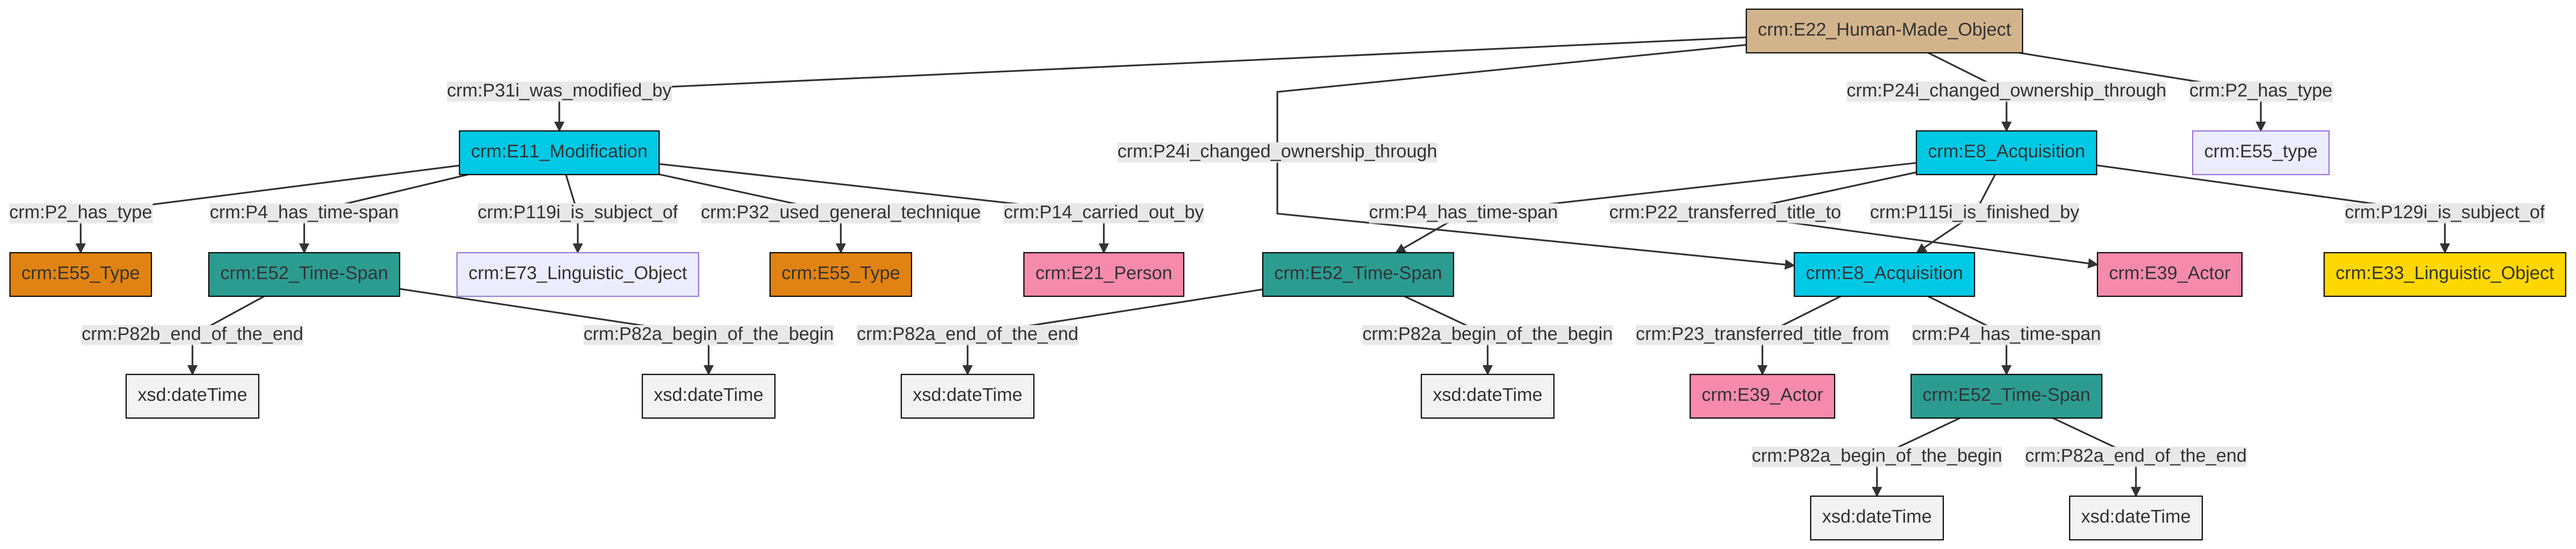 crm:E22_Human-Made_Object
crm:P31i_was_modified_by
crm:P24i_changed_ownership_through
crm:P2_has_type
crm:E11_Modification
crm:P24i_changed_ownership_through
crm:E8_Acquisition
crm:E55_type
crm:P2_has_type
crm:P4_has_time-span
crm:P119i_is_subject_of
crm:P32_used_general_technique
crm:P14_carried_out_by
crm:P4_has_time-span
crm:P22_transferred_title_to
crm:P115i_is_finished_by
crm:P129i_is_subject_of
crm:E55_Type
crm:E52_Time-Span
crm:E73_Linguistic_Object
crm:E55_Type
crm:E21_Person
crm:E52_Time-Span
crm:E8_Acquisition
crm:E39_Actor
crm:E33_Linguistic_Object
crm:P82b_end_of_the_end
crm:P82a_begin_of_the_begin
crm:P82a_end_of_the_end
crm:P82a_begin_of_the_begin
crm:P23_transferred_title_from
crm:P4_has_time-span
xsd:dateTime
xsd:dateTime
xsd:dateTime
xsd:dateTime
crm:E39_Actor
crm:E52_Time-Span
crm:P82a_begin_of_the_begin
crm:P82a_end_of_the_end
xsd:dateTime
xsd:dateTime